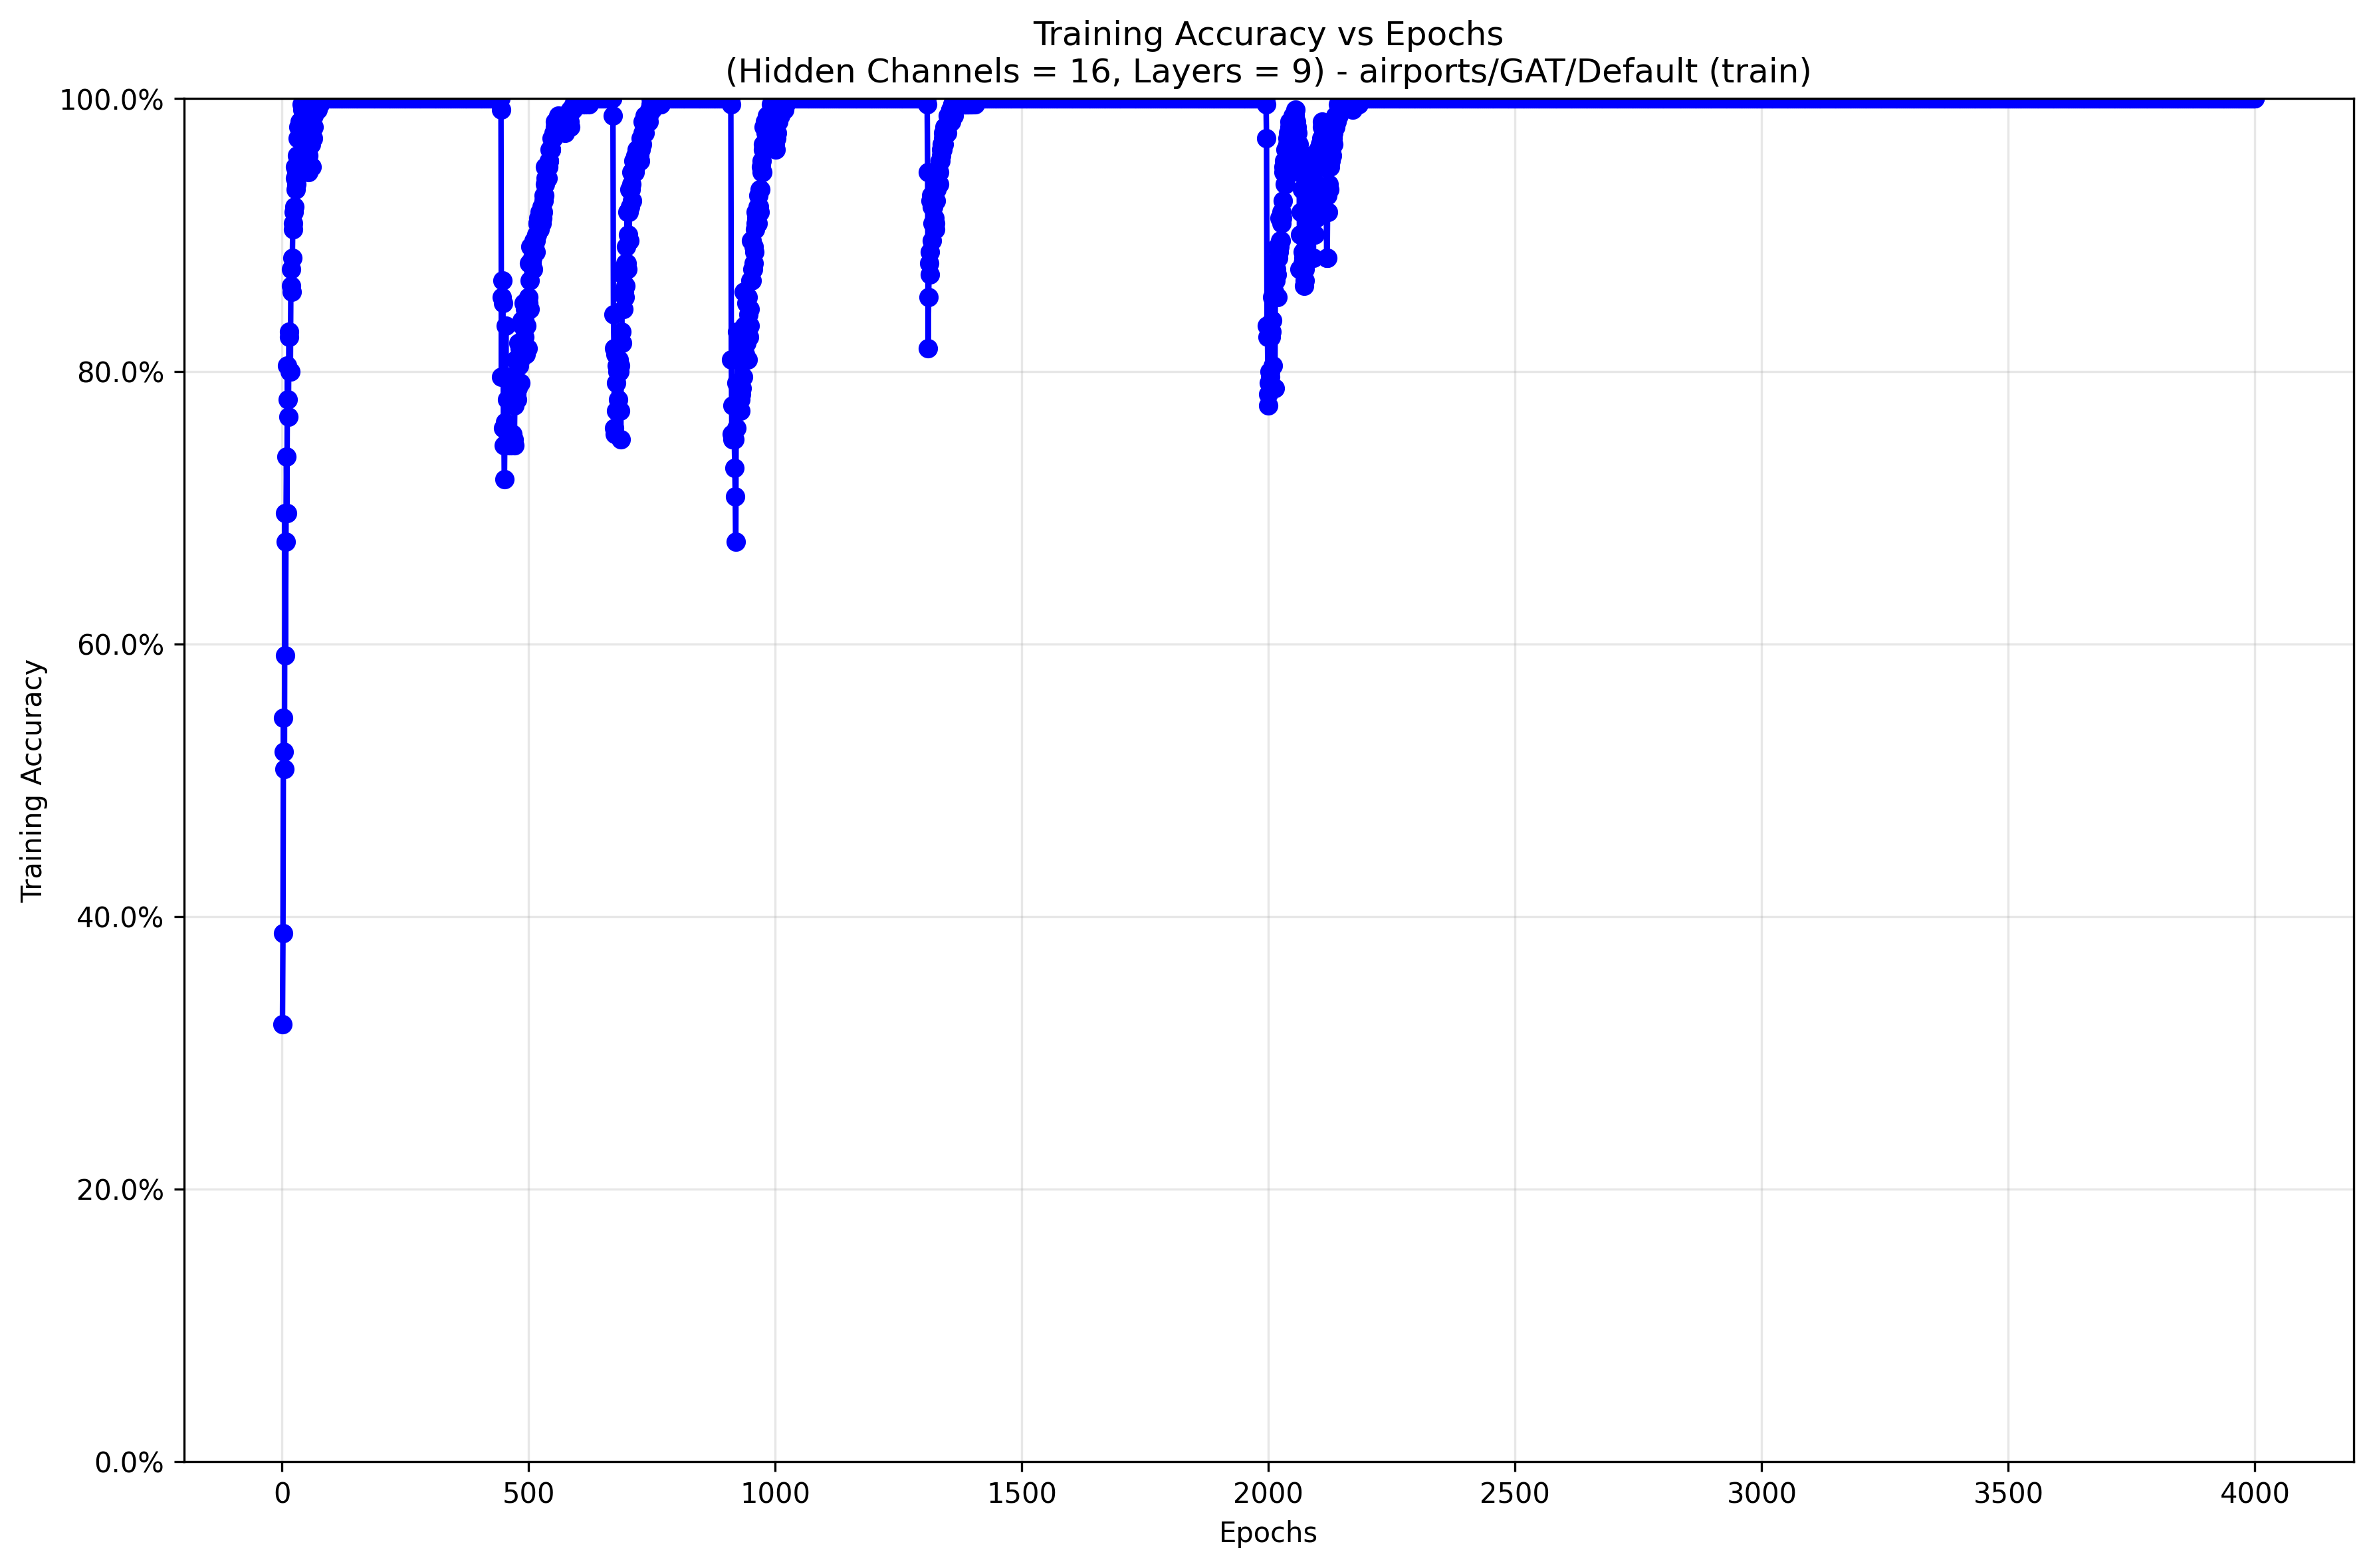 Training Accuracy vs Epochs
(Hidden Channels = 16, Layers = 9) - airports/GAT/Default (train)
Training Accuracy
100.0%
80.0%
60.0%
40.0%
20.0%
0.0%
0 500 1000 1500 2000 2500 3000 3500 4000
Epochs